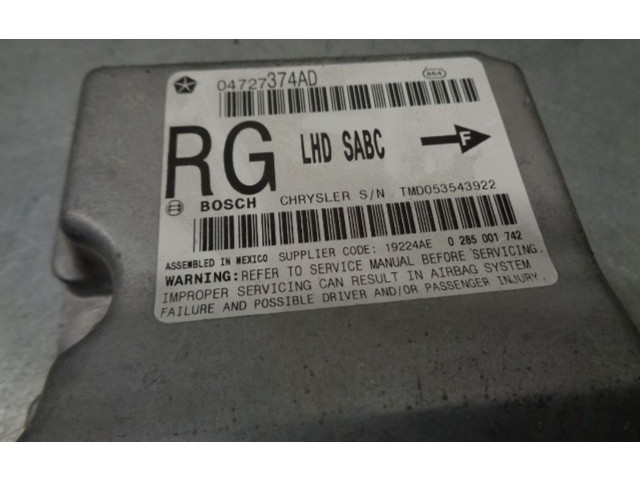 04727374AD 664
RG LHD SABC F
BOSCH CHRYSLER S/N TMD053543922
ASSEMBLED IN MEXICO SUPPLIER CODE: 19224AE 0 285 001 742
WARNING: REFER TO SERVICE MANUAL BEFORE SERVICING.
IMPROPER SERVICING CAN RESULT IN AIRBAG SYSTEM
FAILURE AND POSSIBLE DRIVER AND/OR PASSENGER INJURY.